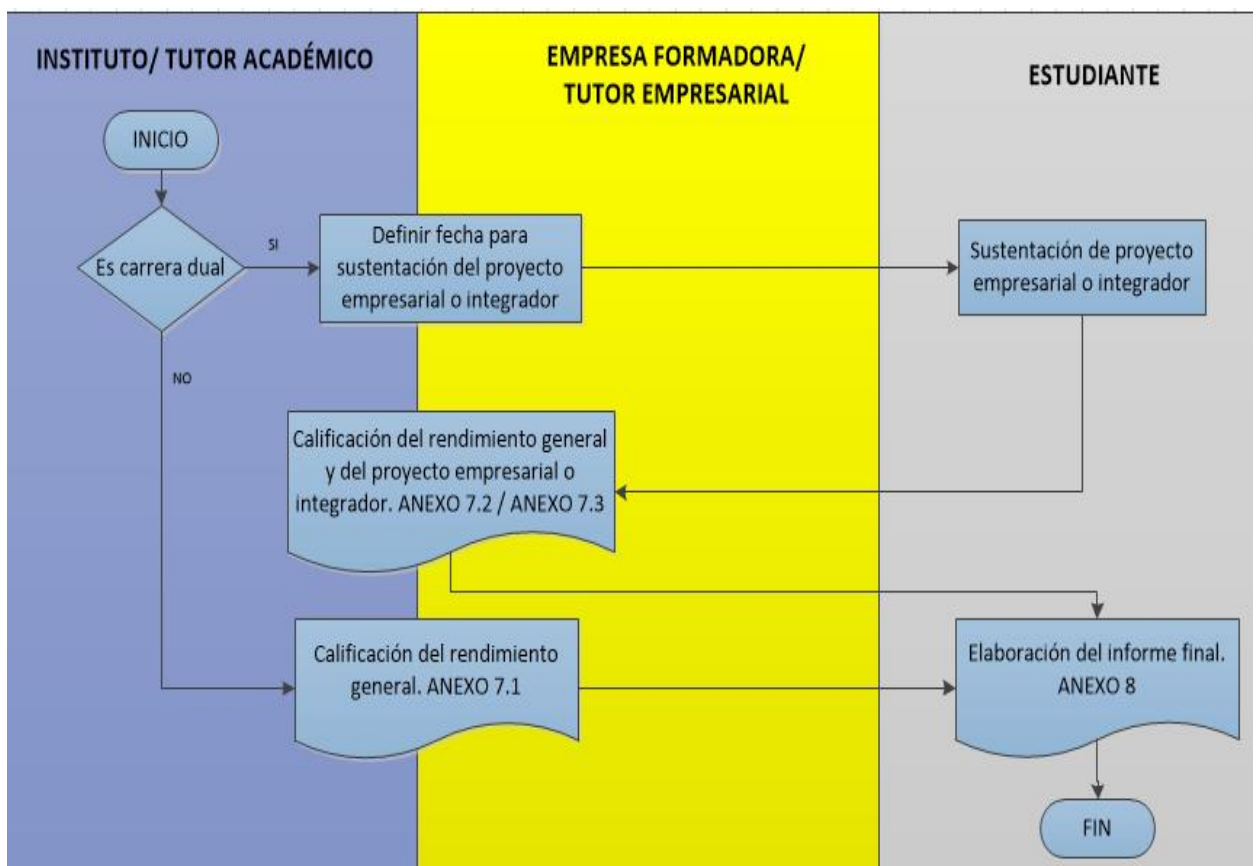 INSTITUTO/ TUTOR ACADÉMICO
EMPRESA FORMADORA/
TUTOR EMPRESARIAL
ESTUDIANTE
INICIO
Es carrera dual
SI
Definir fecha para
sustentación del proyecto
empresarial o integrador
Sustentación de proyecto
empresarial o integrador
NO
Calificación del rendimiento general
y del proyecto empresarial o
integrador. ANEXO 7.2 / ANEXO 7.3
Calificación del rendimiento
general. ANEXO 7.1
Elaboración del informe final.
ANEXO 8
FIN